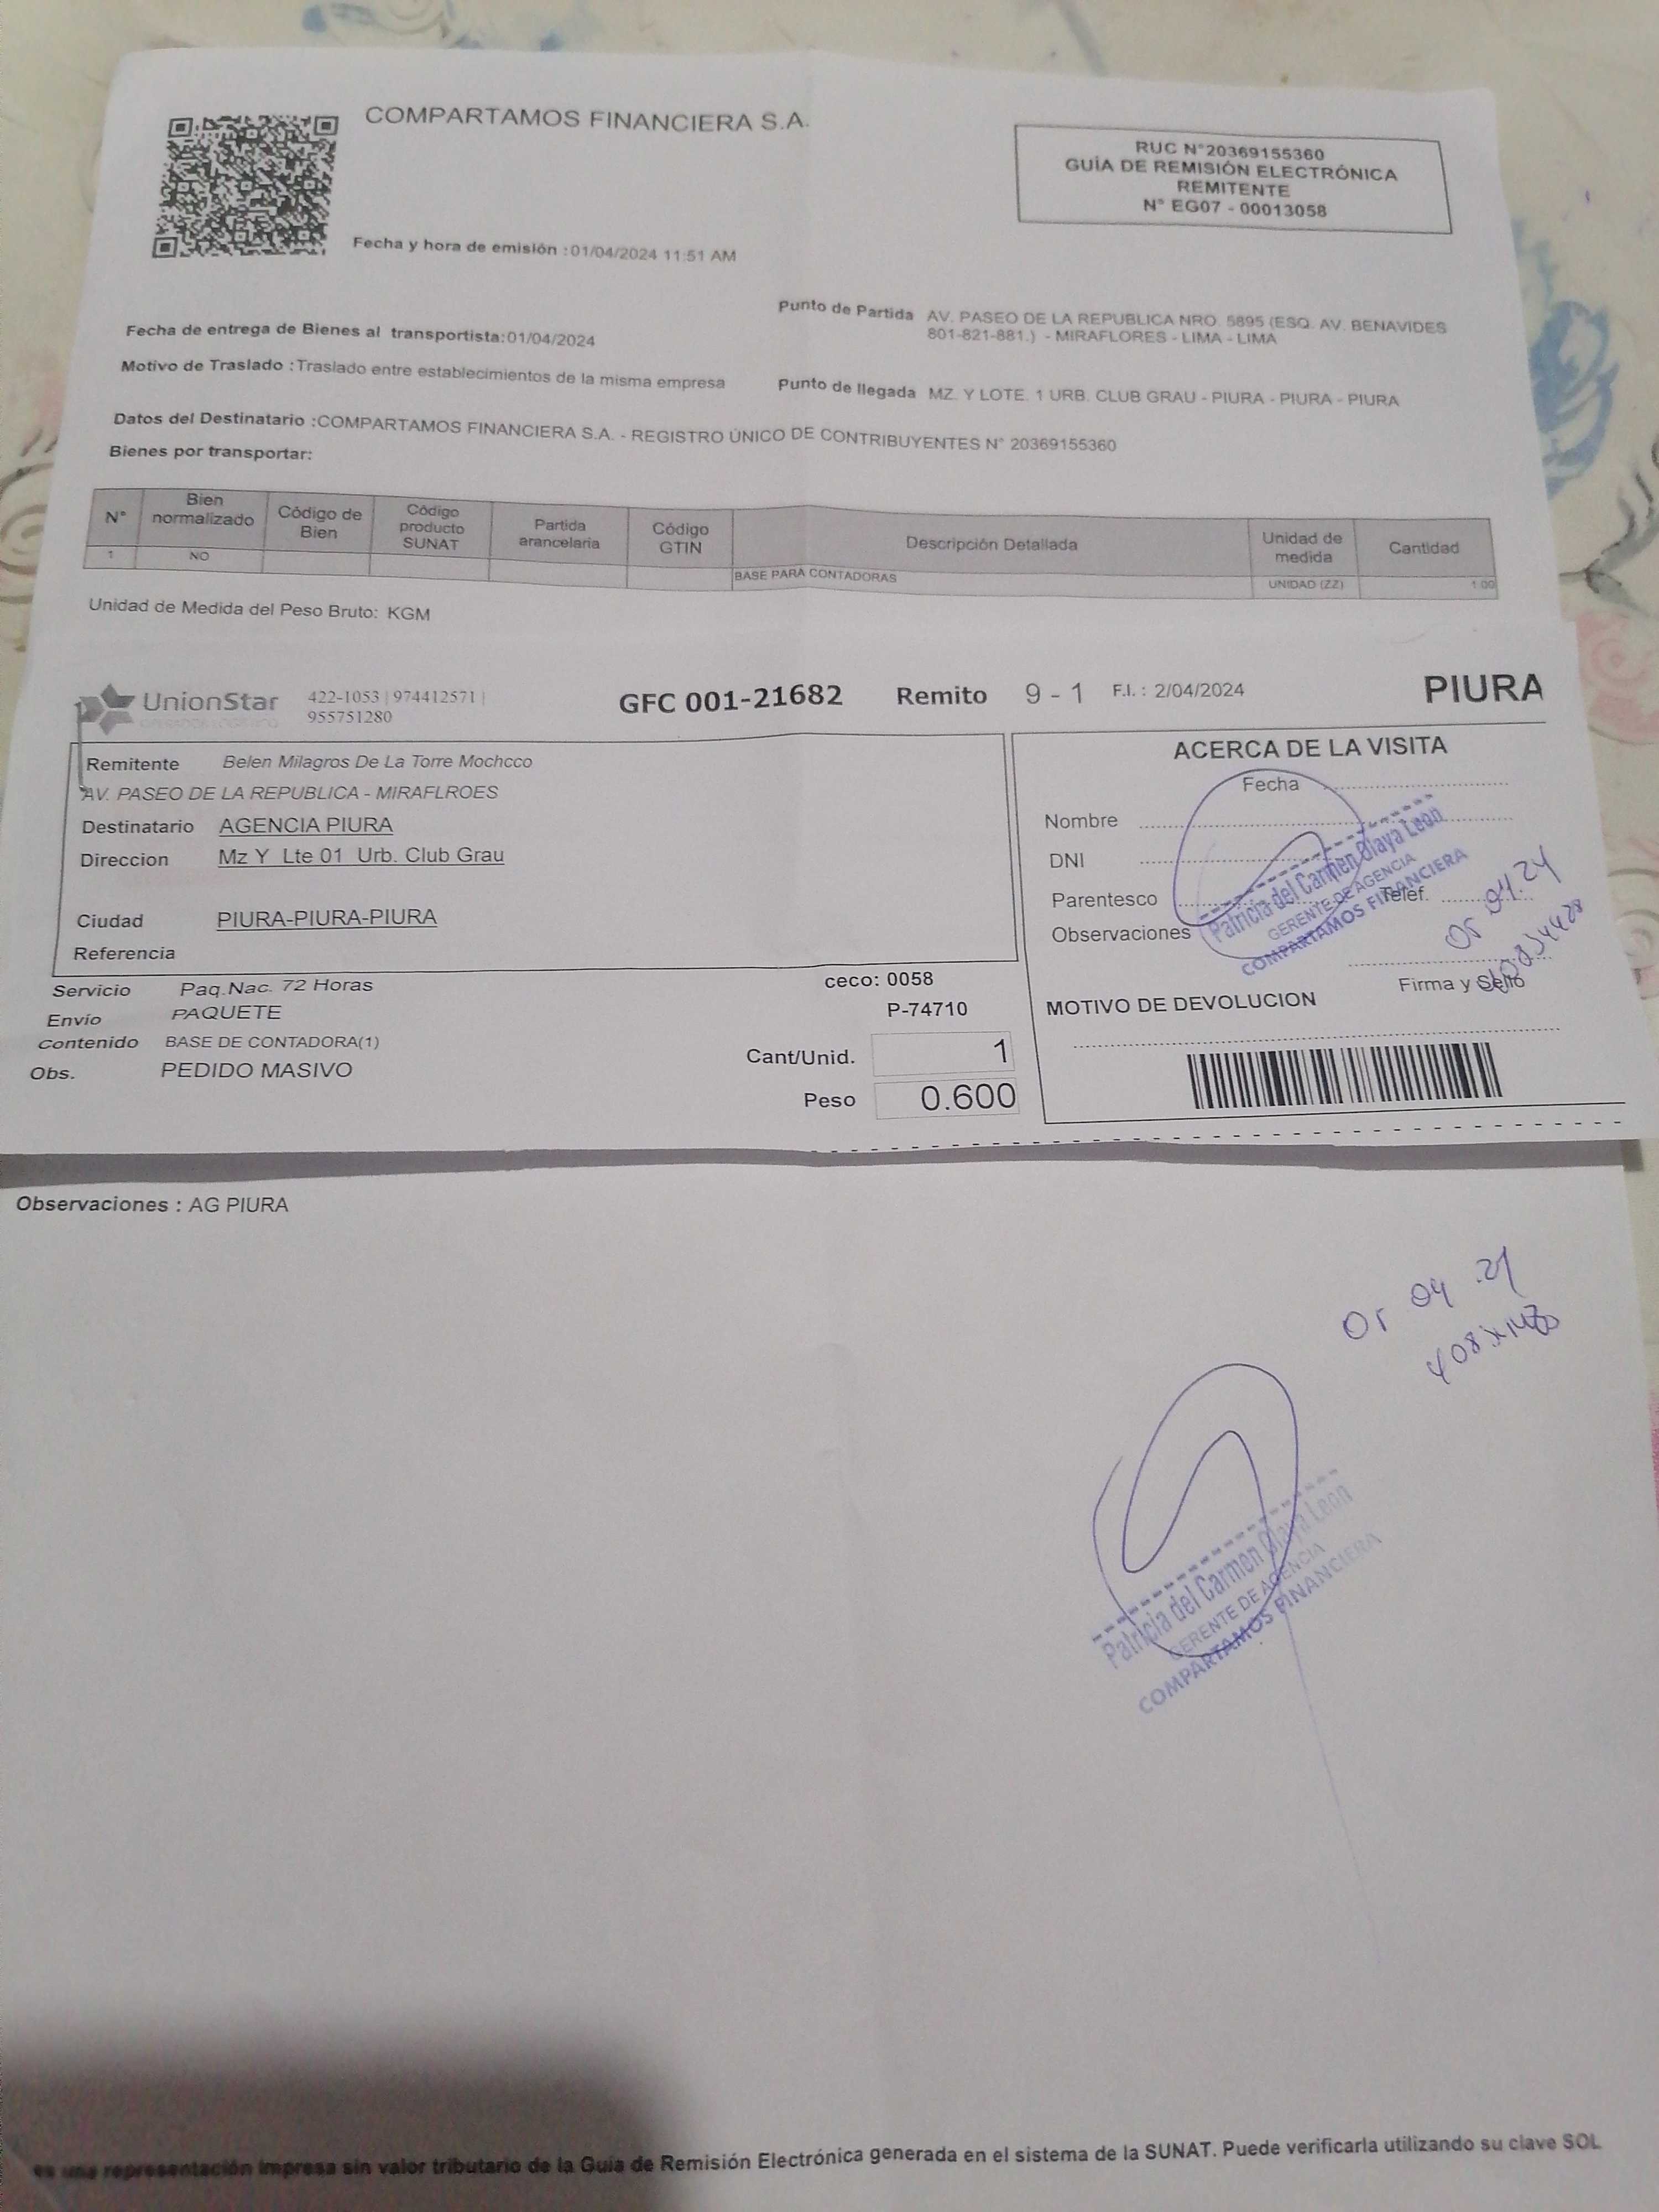 COMPARTAMOS FINANCIERA S.A.
RUC N°20369155360
GUÍA DE REMISIÓN ELECTRÓNICA
REMITENTE
N° EG07 - 00013058
Fecha y hora de emisión :01/04/2024 11:51 AM
Fecha de entrega de Bienes al transportista:01/04/2024
Punto de Partida AV. PASEO DE LA REPUBLICA NRO. 5895 (ESQ. AV. BENAVIDES
801-821-881.) - MIRAFLORES - LIMA - LIMA
Motivo de Traslado :Traslado entre establecimientos de la misma empresa
Punto de llegada MZ. Y LOTE. 1 URB. CLUB GRAU - PIURA - PIURA - PIURA
Datos del Destinatario :COMPARTAMOS FINANCIERA S.A. - REGISTRO ÚNICO DE CONTRIBUYENTES N° 20369155360
Bienes por transportar:
N° Bien normalizado Código de Bien Código producto SUNAT Partida arancelaria Código GTIN Descripción Detallada Unidad de medida Cantidad
1 NO BASE PARA CONTADORAS UNIDAD (ZZ) 1.00
Unidad de Medida del Peso Bruto: KGM
UnionStar 422-1053 | 974412571 |
955751280
GFC 001-21682 Remito 9 - 1 F.I. : 2/04/2024 PIURA
Remitente Belen Milagros De La Torre Mochcco
AV. PASEO DE LA REPUBLICA - MIRAFLROES
Destinatario AGENCIA PIURA
Direccion Mz Y Lte 01 Urb. Club Grau
Ciudad PIURA-PIURA-PIURA
Referencia
Servicio Paq.Nac. 72 Horas
Envío PAQUETE
Contenido BASE DE CONTADORA(1)
Obs. PEDIDO MASIVO
ceco: 0058
P-74710
Cant/Unid. 1
Peso 0.600
ACERCA DE LA VISITA
Fecha
Nombre
DNI
Parentesco Telef.
Observaciones
Patricia del Carmen Olaya Leon
GERENTE DE AGENCIA
COMPARTAMOS FINANCIERA
Firma y Sello
MOTIVO DE DEVOLUCION
Observaciones : AG PIURA
Patricia del Carmen Olaya Leon
GERENTE DE AGENCIA
COMPARTAMOS FINANCIERA
es una representación impresa sin valor tributario de la Guía de Remisión Electrónica generada en el sistema de la SUNAT. Puede verificarla utilizando su clave SOL